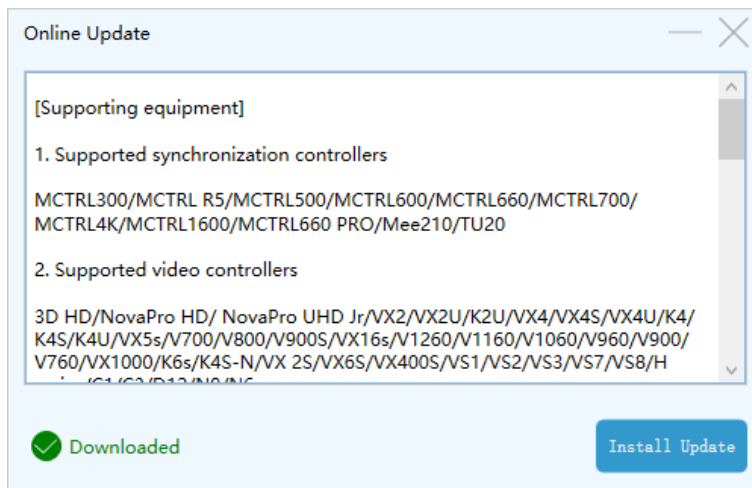 Online Update
[Supporting equipment]
1. Supported synchronization controllers
MCTRL300/MCTRL R5/MCTRL500/MCTRL600/MCTRL660/MCTRL700/
MCTRL4K/MCTRL1600/MCTRL660 PRO/Mee210/TU20
2. Supported video controllers
3D HD/NovaPro HD/ NovaPro UHD Jr/VX2/VX2U/K2U/VX4/VX4S/VX4U/K4/
K4S/K4U/VX5s/V700/V800/V900S/VX16s/V1260/V1160/V1060/V960/V900/
V760/VX1000/K6s/K4S-N/VX 2S/VX6S/VX400S/VS1/VS2/VS3/VS7/VS8/H
Downloaded
Install Update